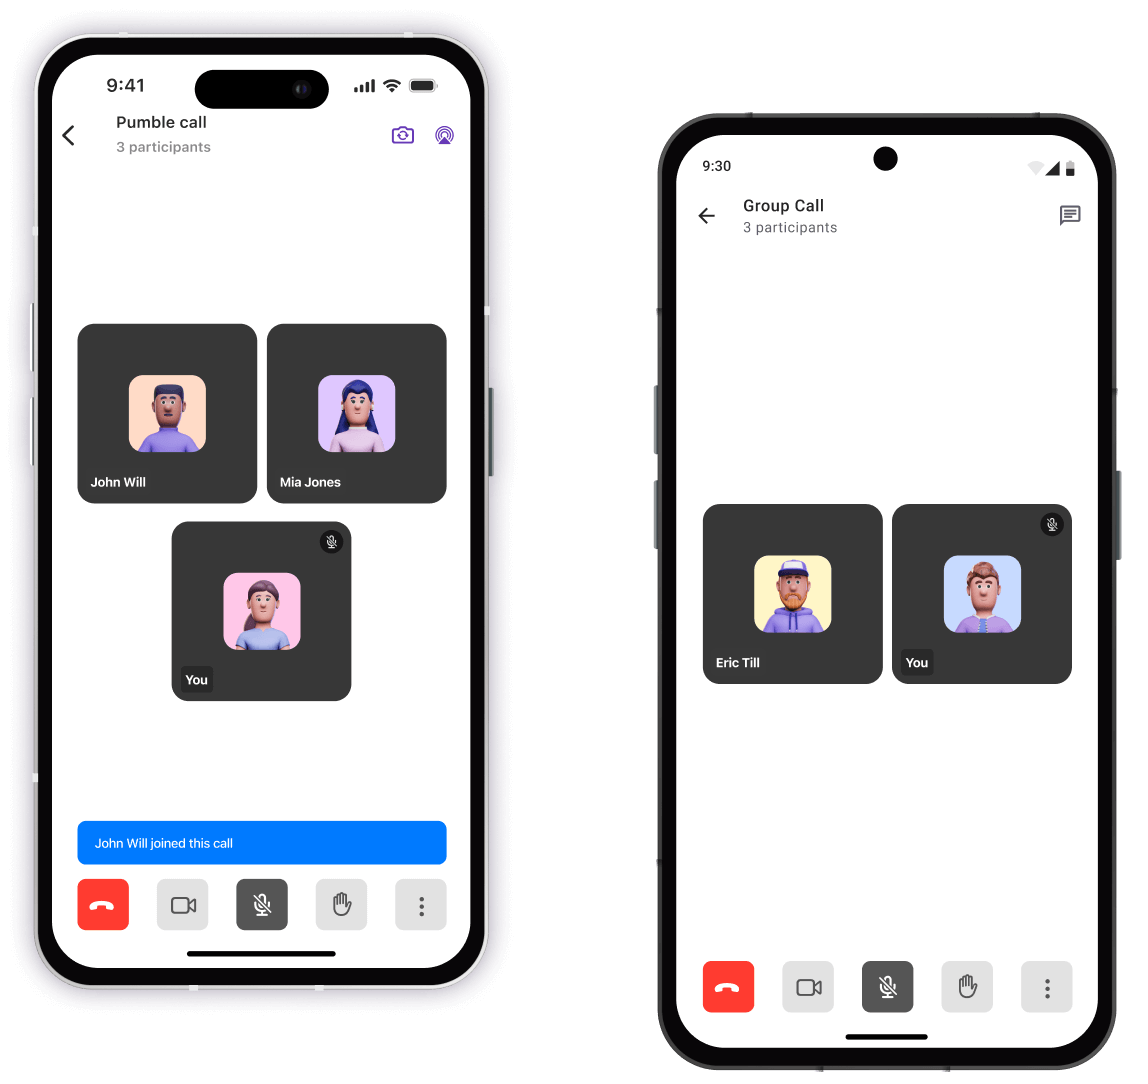 9:41
Pumble call
3 participants
John Will
Mia Jones
You
John Will joined this call
9:30
Group Call
3 participants
Eric Till
You